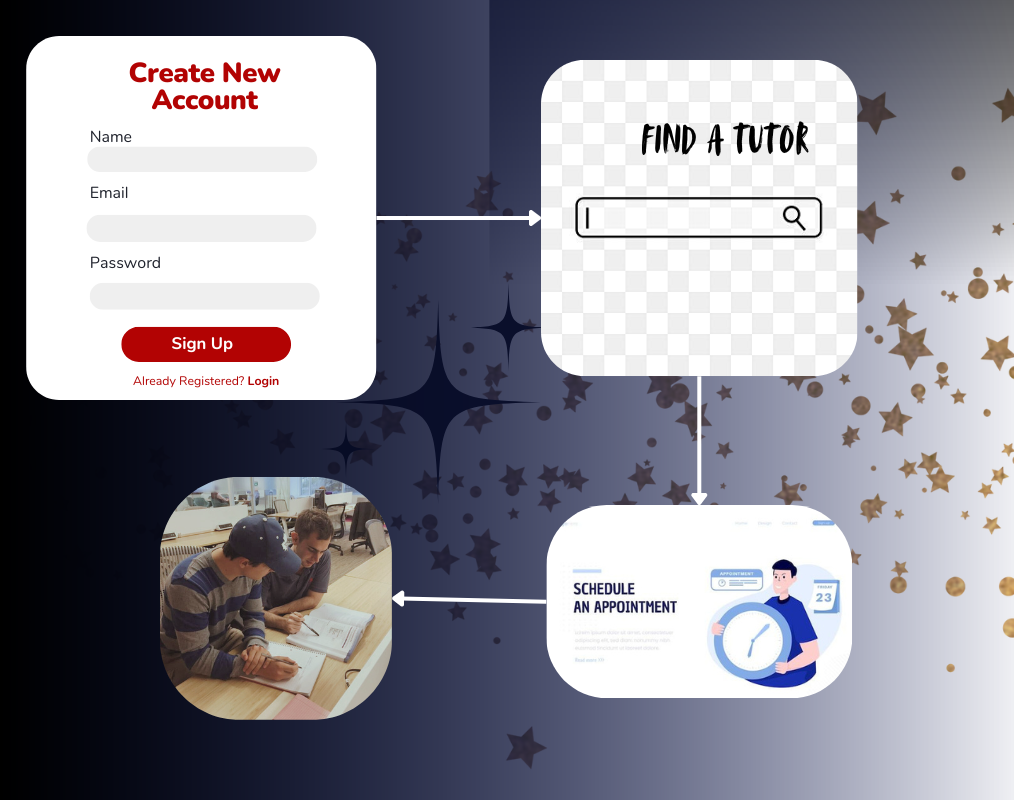 Create New
Account
Name
Email
Password
Sign Up
Already Registered? Login
FIND A TUTOR
SCHEDULE
AN APPOINTMENT
APPOINTMENT
23